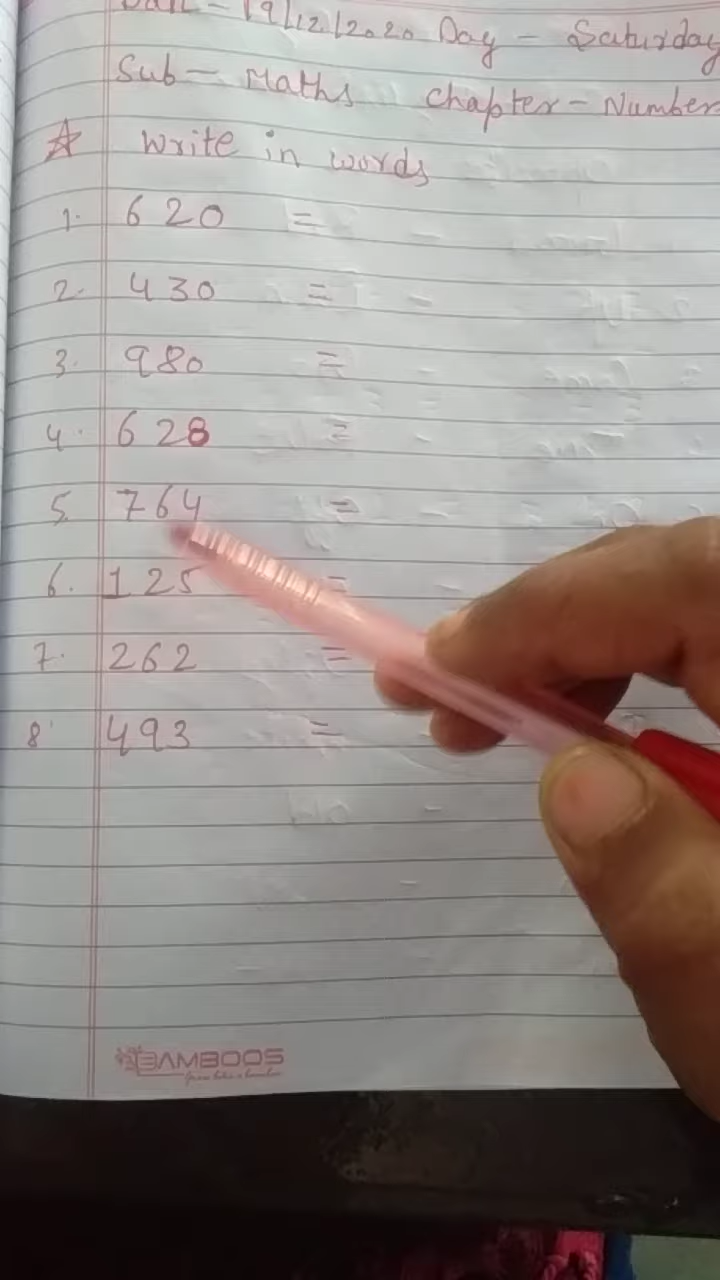 Date - 19/12/2020 Day - Saturday
Sub - Maths Chapter - Number
☆ Write in words
1. 620 =
2. 430 =
3. 980 =
4. 628 =
5. 764 =
6. 125 =
7. 262 =
8 493 =
BAMBOOS